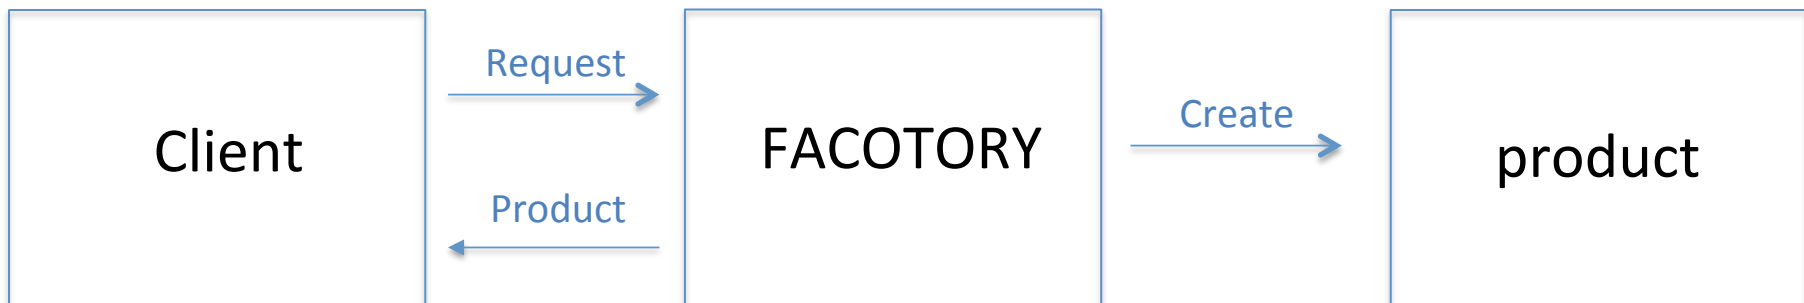 Client
Request
Product
FACOTORY
Create
product